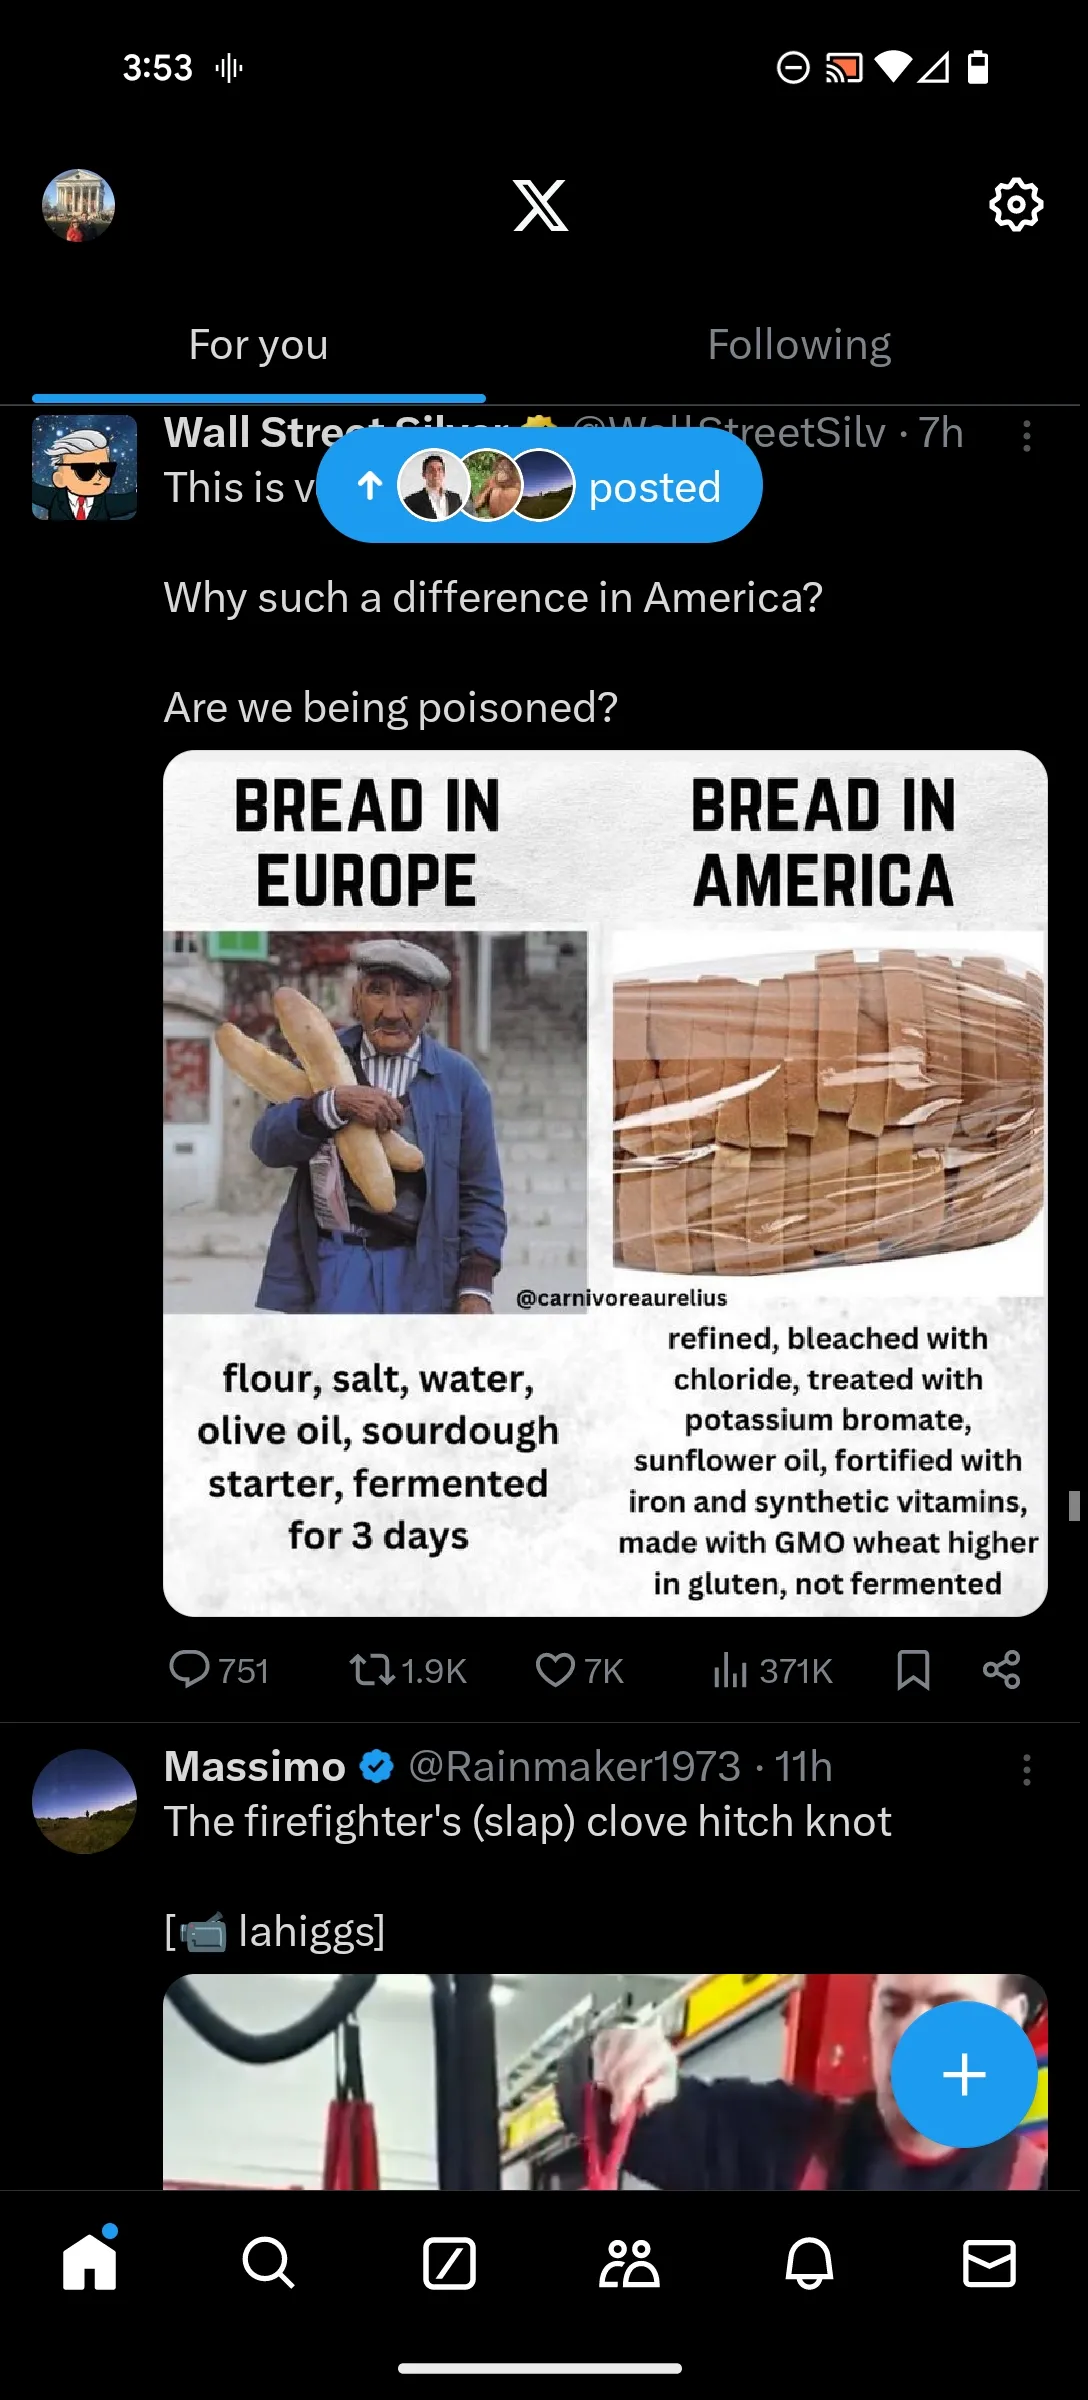 3:53
For you
Following
Wall Street Silver @WallStreetSilv · 7h
This is
posted
Why such a difference in America?
Are we being poisoned?
BREAD IN
EUROPE
BREAD IN
AMERICA
@carnivoreaurelius
flour, salt, water,
olive oil, sourdough
starter, fermented
for 3 days
refined, bleached with
chloride, treated with
potassium bromate,
sunflower oil, fortified with
iron and synthetic vitamins,
made with GMO wheat higher
in gluten, not fermented
751
1.9K
7K
371K
Massimo @Rainmaker1973 · 11h
The firefighter's (slap) clove hitch knot
[📹 lahiggs]